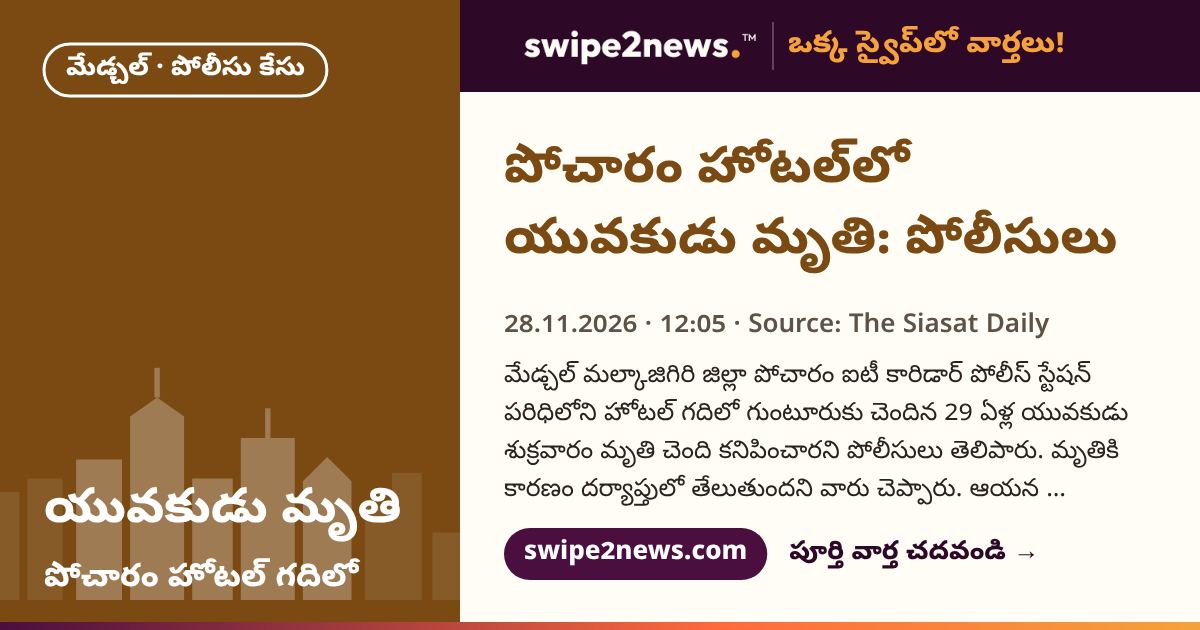 మేడ్చల్ · పోలీసు కేసు
యువకుడు మృతి
పోచారం హోటల్ గదిలో
swipe2news.™ ఒక్క స్వైప్‌లో వార్తలు!
పోచారం హోటల్‌లో
యువకుడు మృతి: పోలీసులు
28.11.2026 · 12:05 · Source: The Siasat Daily
మేడ్చల్ మల్కాజిగిరి జిల్లా పోచారం ఐటీ కారిడార్ పోలీస్ స్టేషన్
పరిధిలోని హోటల్ గదిలో గుంటూరుకు చెందిన 29 ఏళ్ల యువకుడు
శుక్రవారం మృతి చెంది కనిపించారని పోలీసులు తెలిపారు. మృతికి
కారణం దర్యాప్తులో తేలుతుందని వారు చెప్పారు. ఆయన ...
swipe2news.com పూర్తి వార్త చదవండి →